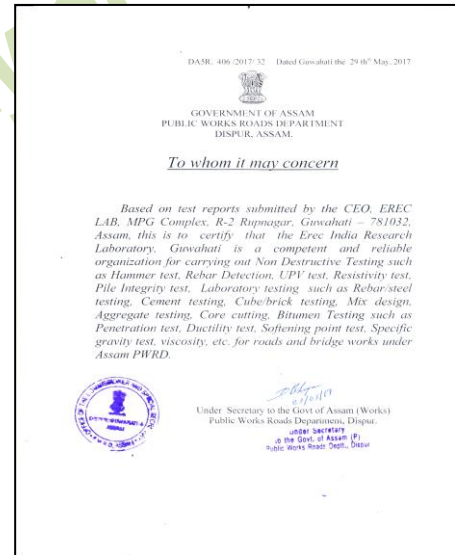 DASR. 406 /2017/ 32 Dated Guwahati the 29 thᵗʰ May, 2017
GOVERNMENT OF ASSAM
PUBLIC WORKS ROADS DEPARTMENT
DISPUR, ASSAM.
To whom it may concern
Based on test reports submitted by the CEO, EREC
LAB, MPG Complex, R-2 Rupnagar, Guwahati – 781032,
Assam, this is to certify that the Erec India Research
Laboratory, Guwahati is a competent and reliable
organization for carrying out Non Destructive Testing such
as Hammer test, Rebar Detection, UPV test, Resistivity test,
Pile Integrity test, Laboratory testing such as Rebar/steel
testing, Cement testing, Cube/brick testing, Mix design,
Aggregate testing, Core cutting, Bitumen Testing such as
Penetration test, Ductility test, Softening point test, Specific
gravity test, viscosity, etc. for roads and bridge works under
Assam PWRD.
Under Secretary to the Govt of Assam (Works)
Public Works Roads Department, Dispur.
under Secretary
to the Govt. of Assam (P)
Public Works Roads Deptt., Dispur